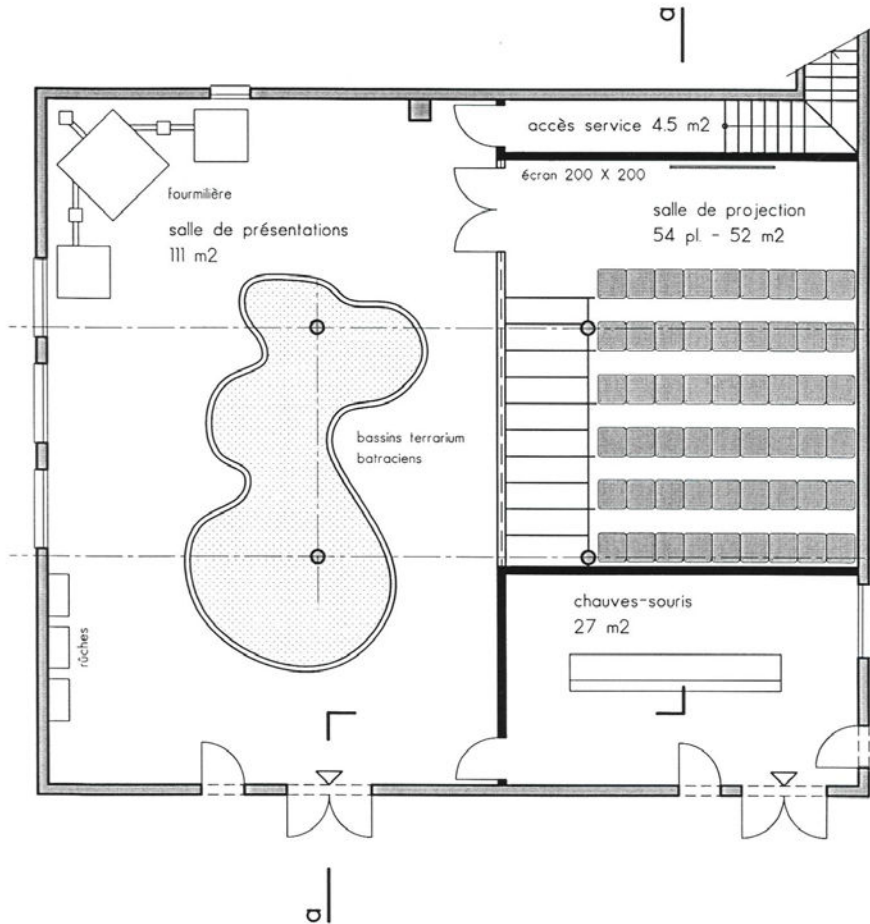 a
accès service 4.5 m2
écran 200 X 200
fourmilière
salle de présentations
111 m2
salle de projection
54 pl. - 52 m2
bassins terrarium
batraciens
chauves-souris
27 m2
rûches
a